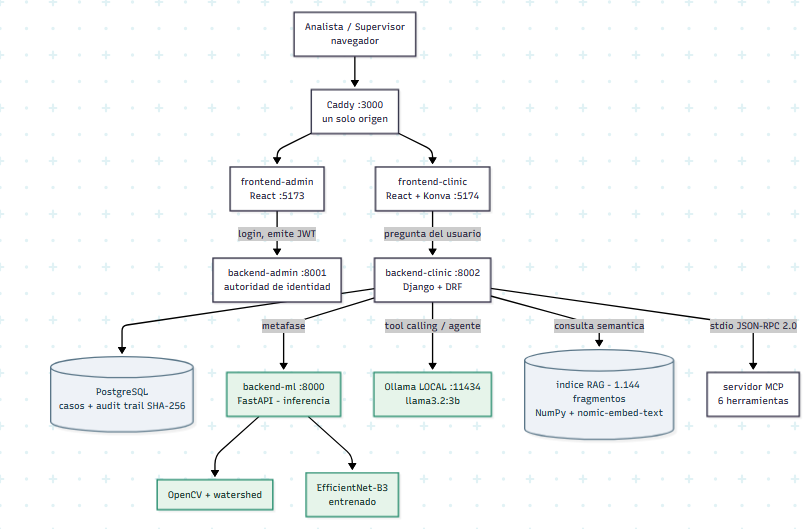 Analista / Supervisor
navegador
Caddy :3000
un solo origen
frontend-admin
React :5173
frontend-clinic
React + Konva :5174
login, emite JWT
pregunta del usuario
backend-admin :8001
autoridad de identidad
backend-clinic :8002
Django + DRF
metafase
tool calling / agente
consulta semantica
stdio JSON-RPC 2.0
PostgreSQL
casos + audit trail SHA-256
backend-ml :8000
FastAPI - inferencia
Ollama LOCAL :11434
llama3.2:3b
indice RAG - 1.144
fragmentos
NumPy + nomic-embed-text
servidor MCP
6 herramientas
OpenCV + watershed
EfficientNet-B3
entrenado